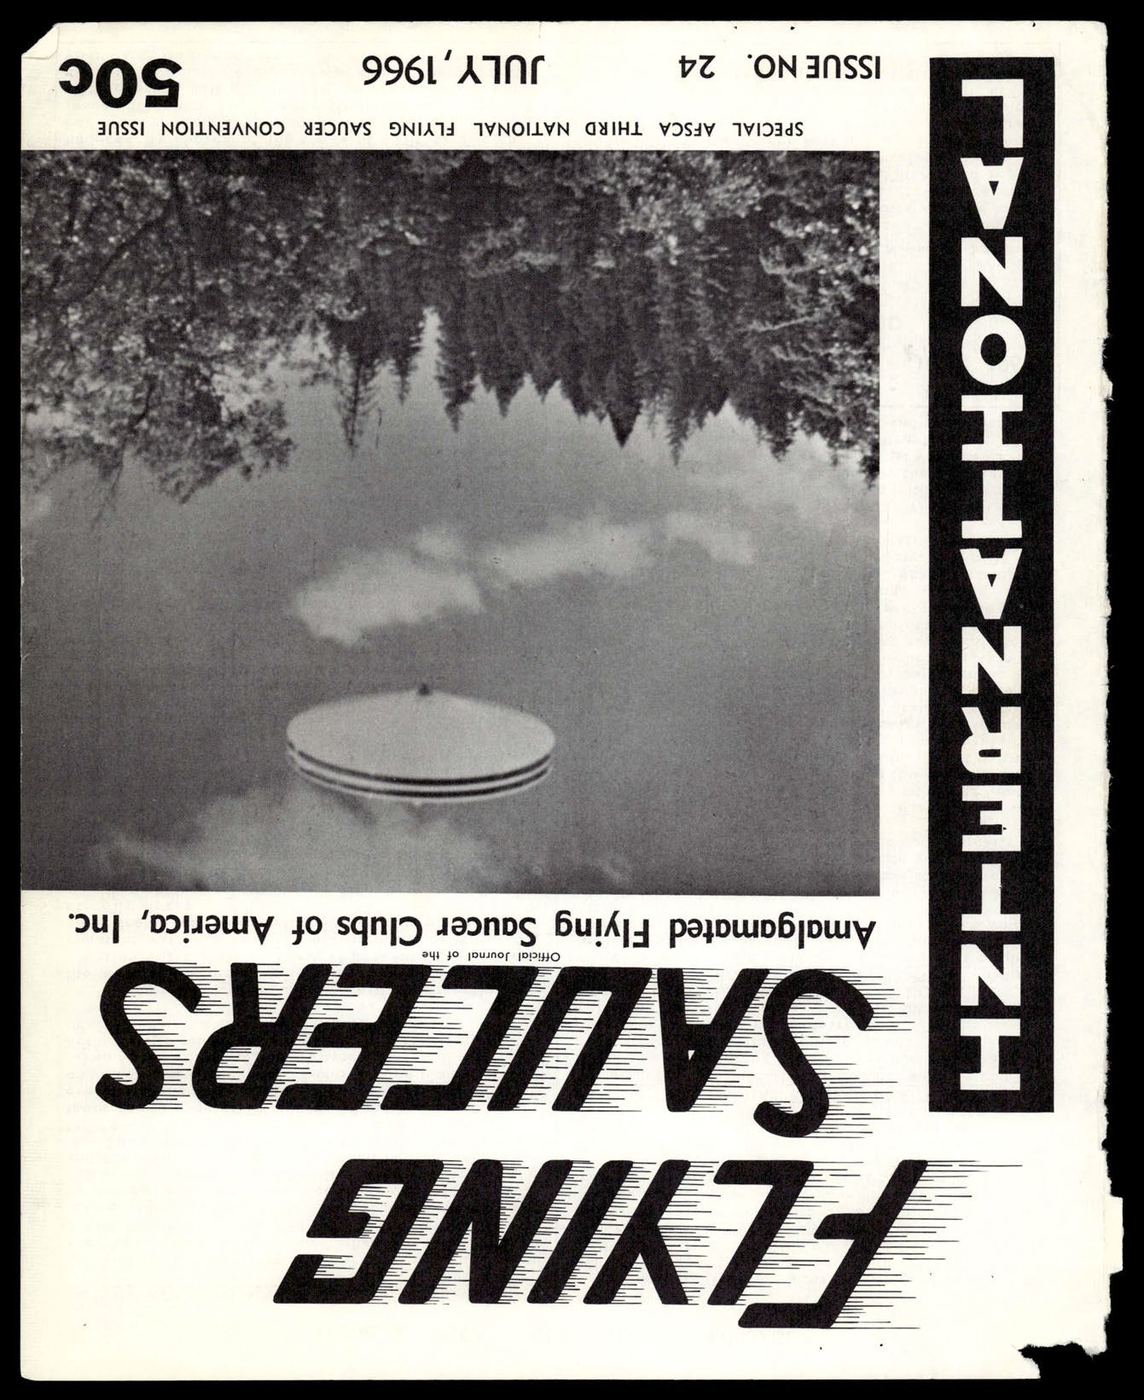 FLYING
SAUCERS
Official Journal of the
Amalgamated Flying Saucer Clubs of America, Inc.
INTERNATIONAL
SPECIAL AFSCA THIRD NATIONAL FLYING SAUCER CONVENTION ISSUE
ISSUE NO. 24 JULY, 1966 50c